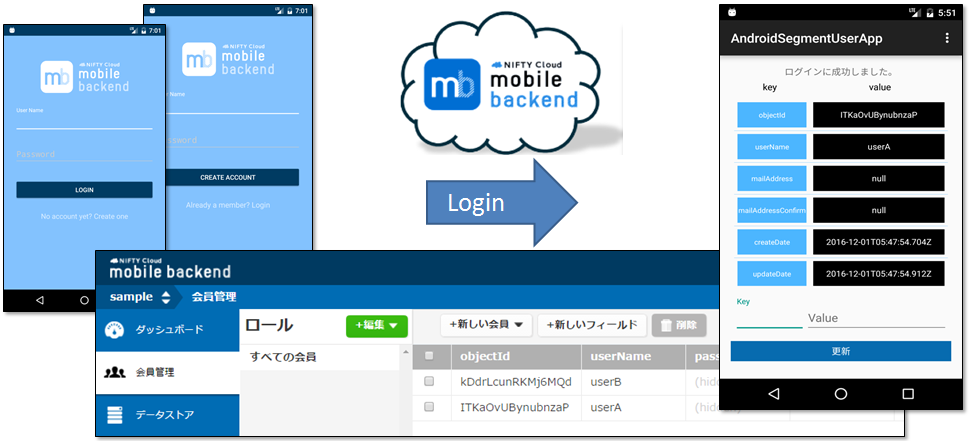 7:01
NIFTY Cloud
mobile
backend
User Name
Password
LOGIN
No account yet? Create one
7:01
NIFTY Cloud
mobile
backend
Name
CREATE ACCOUNT
Already a member? Login
NIFTY Cloud
mb
mobile
backend
Login
LTE 5:51
AndroidSegmentUserApp
ログインに成功しました。
key value
objectId ITKaOvUBynubnzaP
userName userA
mailAddress null
mailAddressConfirm null
createDate 2016-12-01T05:47:54.704Z
updateDate 2016-12-01T05:47:54.912Z
Key
Value
更新
NIFTY Cloud
mobile backend
sample 会員管理
ダッシュボード
会員管理
データストア
ロール
+編集
すべての会員
+新しい会員 +新しいフィールド 削除
objectId userName pas
kDdrLcunRKMj6MQd userB (hid
ITKaOvUBynubnzaP userA (hid